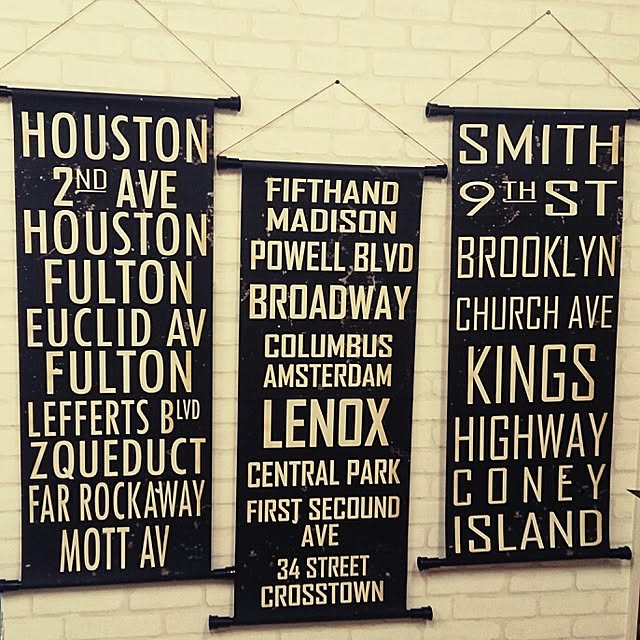 HOUSTON
2ND AVE
HOUSTON
FULTON
EUCLID AV
FULTON
LEFFERTS BLVD
ZQUEDUCT
FAR ROCKAWAY
MOTT AV
FIFTHAND
MADISON
POWELL BLVD
BROADWAY
COLUMBUS
AMSTERDAM
LENOX
CENTRAL PARK
FIRST SECOUND
AVE
34 STREET
CROSSTOWN
SMITH
9TH ST
BROOKLYN
CHURCH AVE
KINGS
HIGHWAY
CONEY
ISLAND